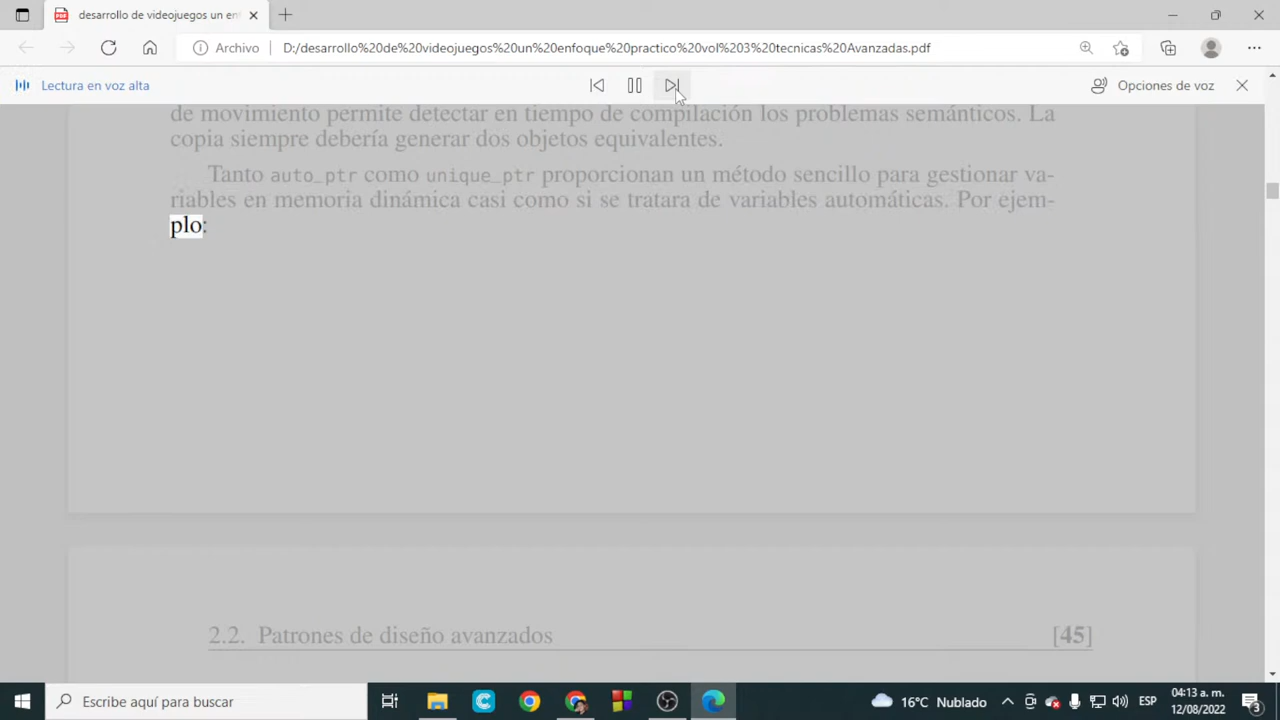 desarrollo de videojuegos un en
Archivo
D:/desarrollo%20de%20videojuegos%20un%20enfoque%20practico%20vol%203%20tecnicas%20Avanzadas.pdf
Lectura en voz alta
Opciones de voz
de movimiento permite detectar en tiempo de compilación los problemas semánticos. La
copia siempre debería generar dos objetos equivalentes.
Tanto auto_ptr como unique_ptr proporcionan un método sencillo para gestionar va-
riables en memoria dinámica casi como si se tratara de variables automáticas. Por ejem-
plo:
2.2. Patrones de diseño avanzados [45]
Escribe aquí para buscar
16°C Nublado
ESP
04:13 a. m.
12/08/2022
3